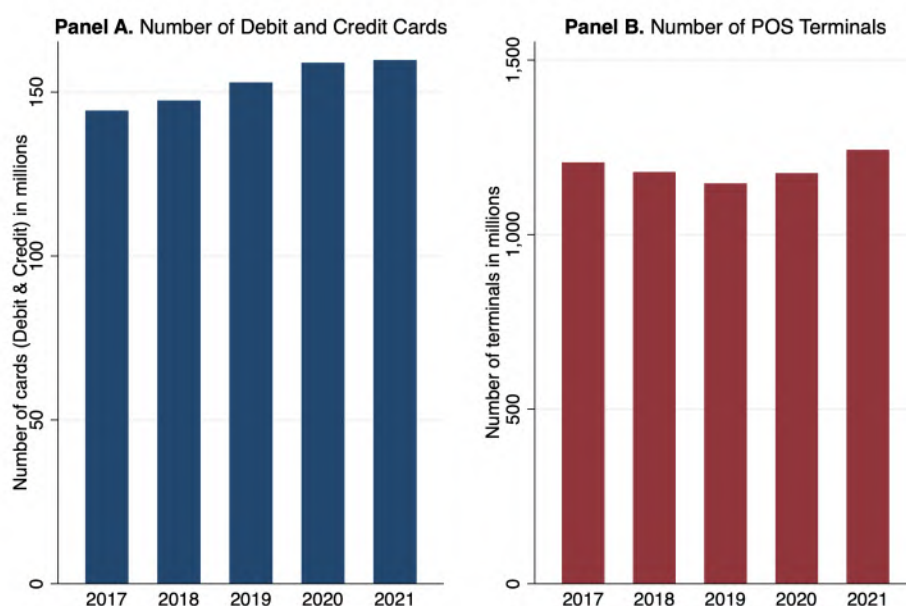 Panel A. Number of Debit and Credit Cards
Number of cards (Debit & Credit) in millions
150
100
50
0
2017 2018 2019 2020 2021
Panel B. Number of POS Terminals
Number of terminals in millions
1,500
1,000
500
0
2017 2018 2019 2020 2021